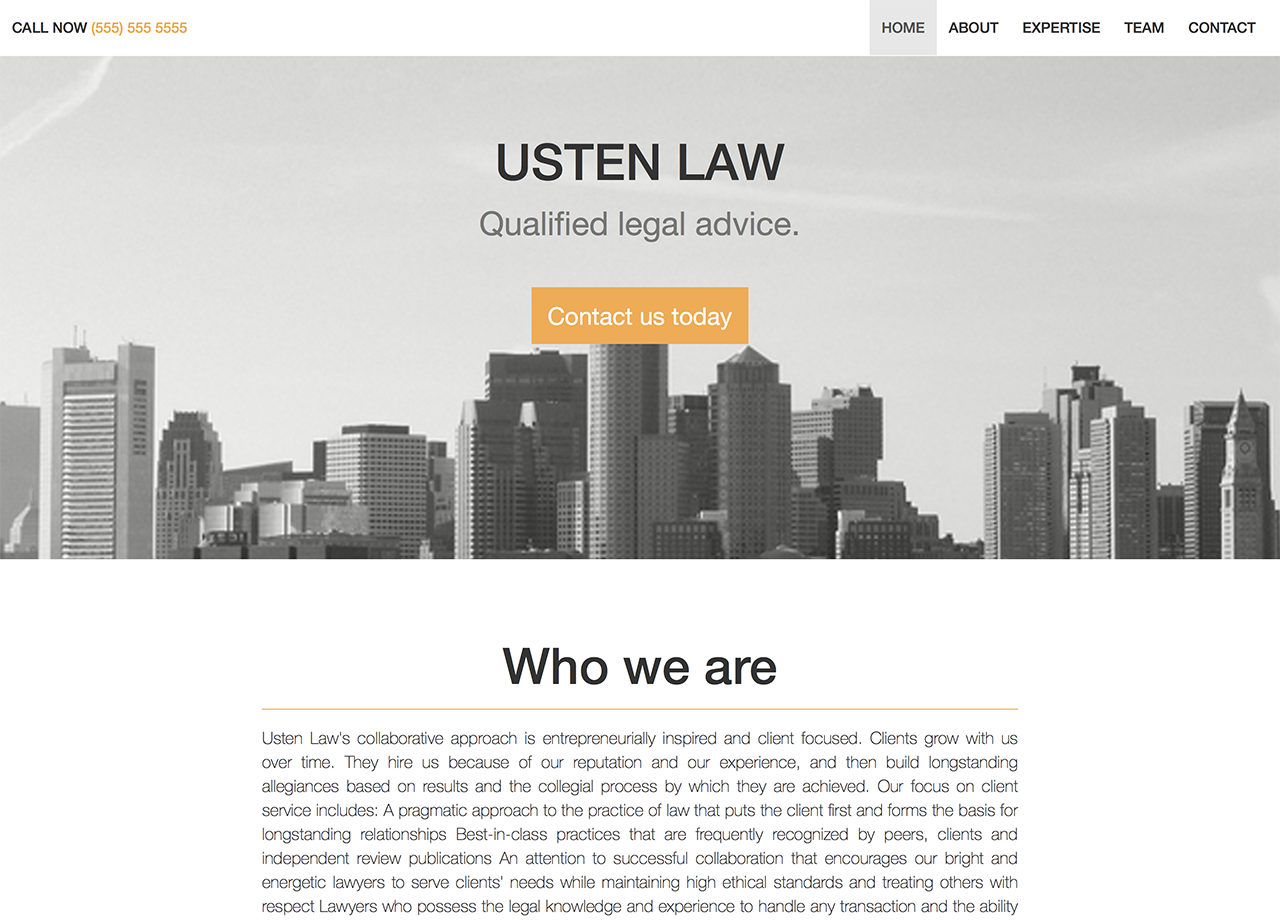 CALL NOW (555) 555 5555
HOME ABOUT EXPERTISE TEAM CONTACT
USTEN LAW
Qualified legal advice.
Contact us today
Who we are
Usten Law's collaborative approach is entrepreneurially inspired and client focused. Clients grow with us
over time. They hire us because of our reputation and our experience, and then build longstanding
allegiances based on results and the collegial process by which they are achieved. Our focus on client
service includes: A pragmatic approach to the practice of law that puts the client first and forms the basis for
longstanding relationships Best-in-class practices that are frequently recognized by peers, clients and
independent review publications An attention to successful collaboration that encourages our bright and
energetic lawyers to serve clients' needs while maintaining high ethical standards and treating others with
respect Lawyers who possess the legal knowledge and experience to handle any transaction and the ability